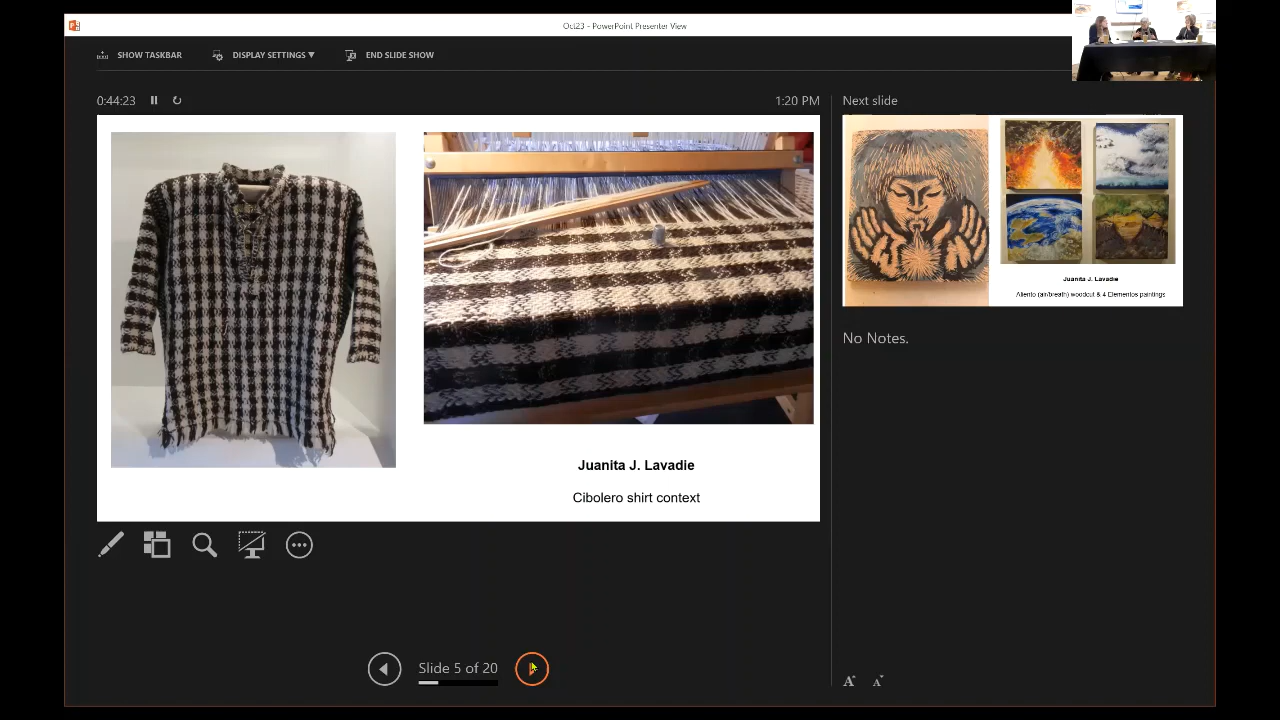 Oct23 - PowerPoint Presenter View
SHOW TASKBAR
DISPLAY SETTINGS ▼
END SLIDE SHOW
0:44:23
1:20 PM
Next slide
Juanita J. Lavadie
Cibolero shirt context
Juanita J. Lavadie
Aliento (air/breath) woodcut & 4 Elementos paintings
No Notes.
Slide 5 of 20
A A